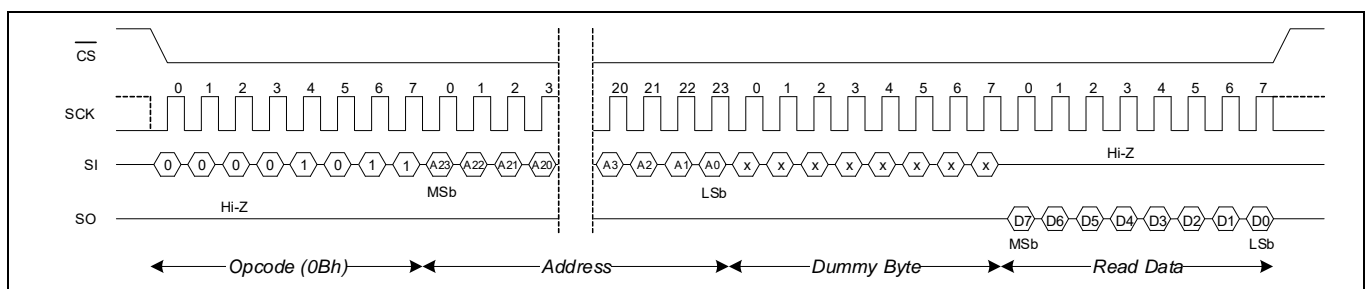 CS
0 1 2 3 4 5 6 7 0 1 2 3 20 21 22 23 0 1 2 3 4 5 6 7 0 1 2 3 4 5 6 7
SCK
Hi-Z
SI 0 0 0 0 1 0 1 1 A23 A22 A21 A20 A3 A2 A1 A0 x x x x x x x x
MSb LSb
Hi-Z
SO D7 D6 D5 D4 D3 D2 D1 D0
MSb LSb
Opcode (0Bh) Address Dummy Byte Read Data